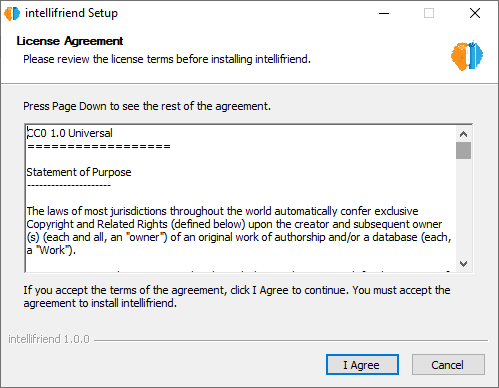 intellifriend Setup
License Agreement
Please review the license terms before installing intellifriend.
Press Page Down to see the rest of the agreement.
CC0 1.0 Universal
==================
Statement of Purpose
---------------------
The laws of most jurisdictions throughout the world automatically confer exclusive
Copyright and Related Rights (defined below) upon the creator and subsequent owner
(s) (each and all, an "owner") of an original work of authorship and/or a database (each,
a "Work").
If you accept the terms of the agreement, click I Agree to continue. You must accept the
agreement to install intellifriend.
intellifriend 1.0.0
I Agree
Cancel